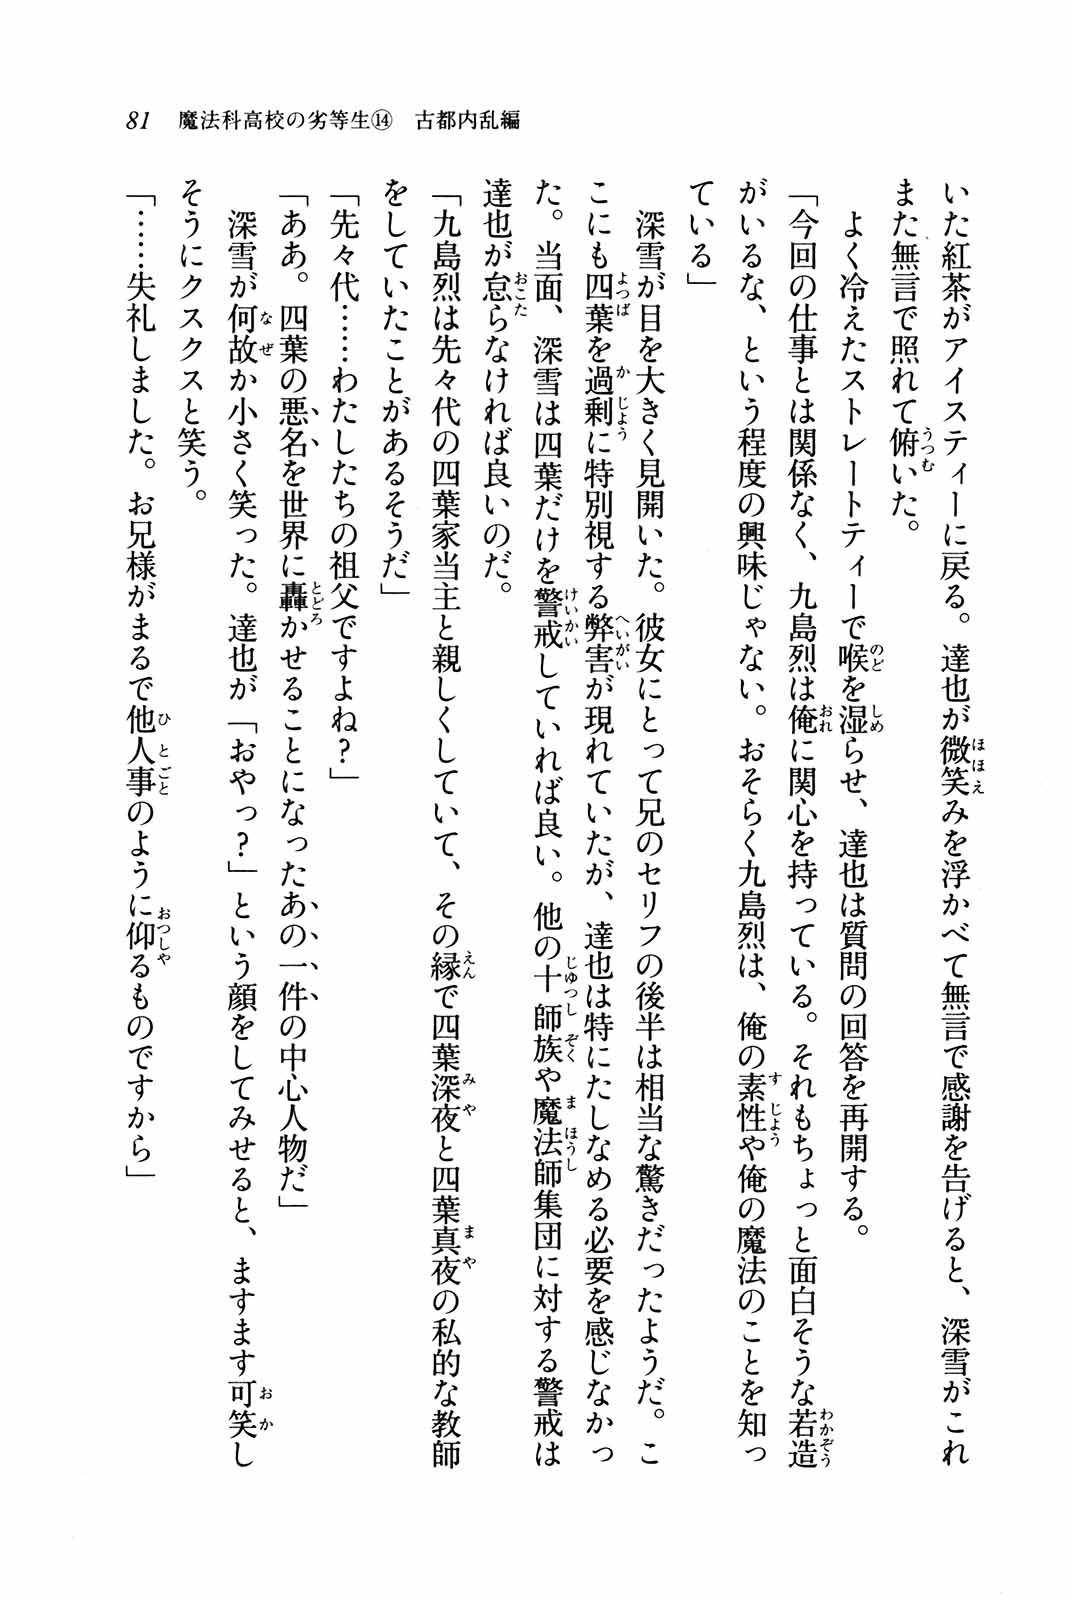 81　魔法科高校の劣等生⑭　古都内乱編
いた紅茶がアイスティーに戻る。達也が微笑みを浮かべて無言で感謝を告げると、深雪がこれ
また無言で照れて俯いた。
　よく冷えたストレートティーで喉を湿らせ、達也は質問の回答を再開する。
「今回の仕事とは関係なく、九島烈は俺に関心を持っている。それもちょっと面白そうな若造
がいるな、という程度の興味じゃない。おそらく九島烈は、俺の素性や俺の魔法のことを知っ
ている」
　深雪が目を大きく見開いた。彼女にとって兄のセリフの後半は相当な驚きだったようだ。こ
こにも四葉を過剰に特別視する弊害が現れていたが、達也は特にたしなめる必要を感じなかっ
た。当面、深雪は四葉だけを警戒していれば良い。他の十師族や魔法師集団に対する警戒は
達也が怠らなければ良いのだ。
「九島烈は先々代の四葉家当主と親しくしていて、その縁で四葉深夜と四葉真夜の私的な教師
をしていたことがあるそうだ」
「先々代……わたしたちの祖父ですよね？」
「ああ。四葉の悪名を世界に轟かせることになったあの一件の中心人物だ」
　深雪が何故か小さく笑った。達也が「おやっ？」という顔をしてみせると、ますます可笑し
そうにクスクスと笑う。
「……失礼しました。お兄様がまるで他人事のように仰るものですから」